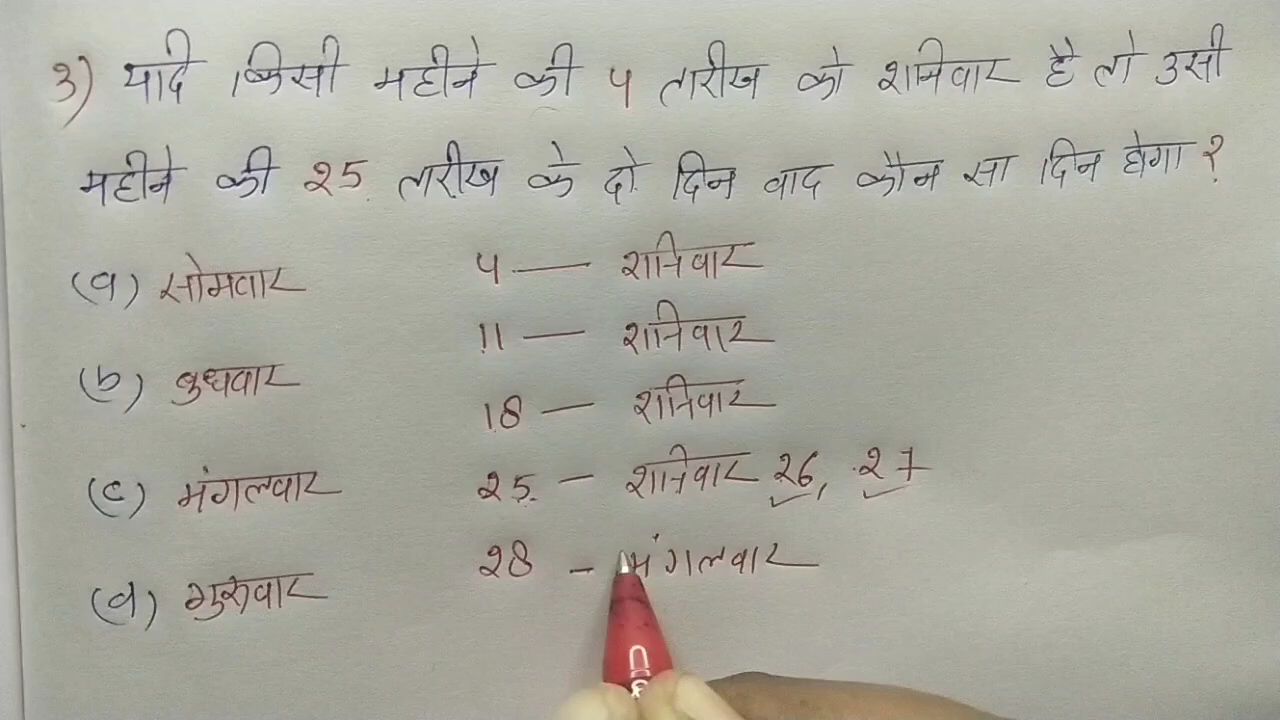 3) यदि किसी महीने की 4 तारीख को शनिवार है तो उसी
महीने की 25 तारीख के दो दिन बाद कौन सा दिन होगा ?
(a) सोमवार
4 — शनिवार
11 — शनिवार
(b) बुधवार
18 — शनिवार
25 — शनिवार 26, 27
(c) मंगलवार
28 - मंगलवार
(d) गुरुवार